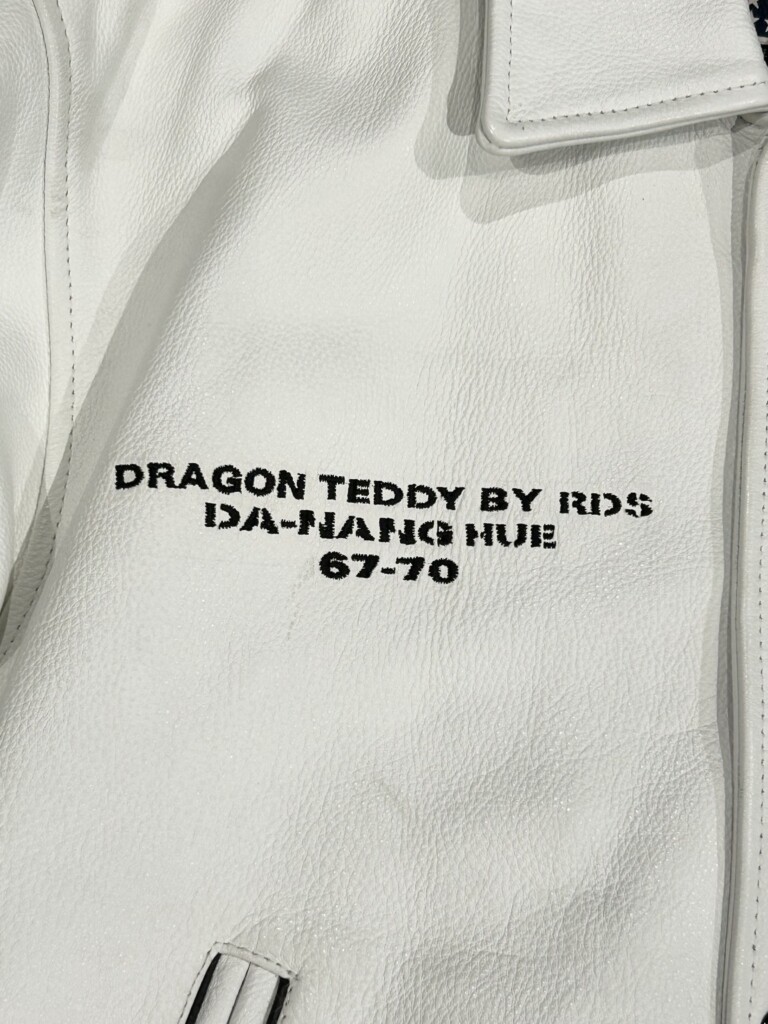 DRAGON TEDDY BY RDS
DA-NANG HUE
67-70